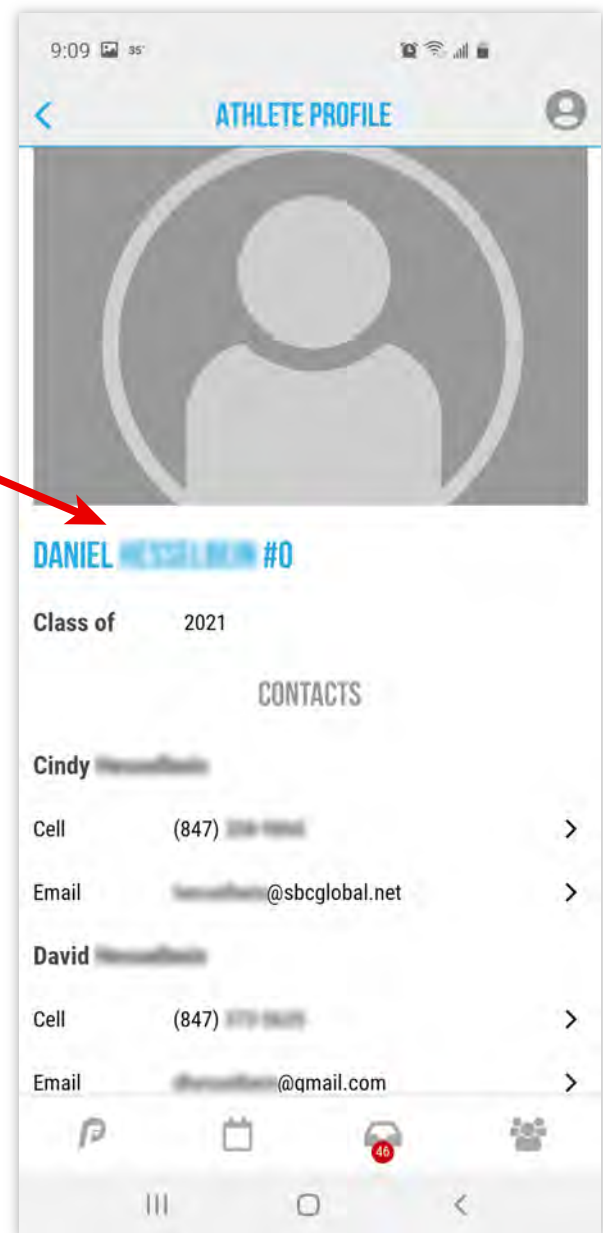 9:09 35°
ATHLETE PROFILE
DANIEL #0
Class of 2021
CONTACTS
Cindy
Cell (847)
Email @sbcglobal.net
David
Cell (847)
Email @gmail.com
46